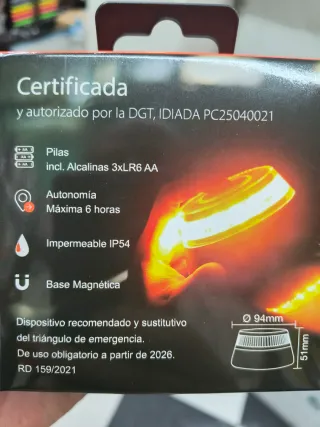 Certificada
y autorizado por la DGT, IDIADA PC25040021
Pilas
incl. Alcalinas 3xLR6 AA
Autonomía
Máxima 6 horas
Impermeable IP54
Base Magnética
Dispositivo recomendado y sustitutivo
del triángulo de emergencia.
De uso obligatorio a partir de 2026.
RD 159/2021
Ø 94mm
51mm